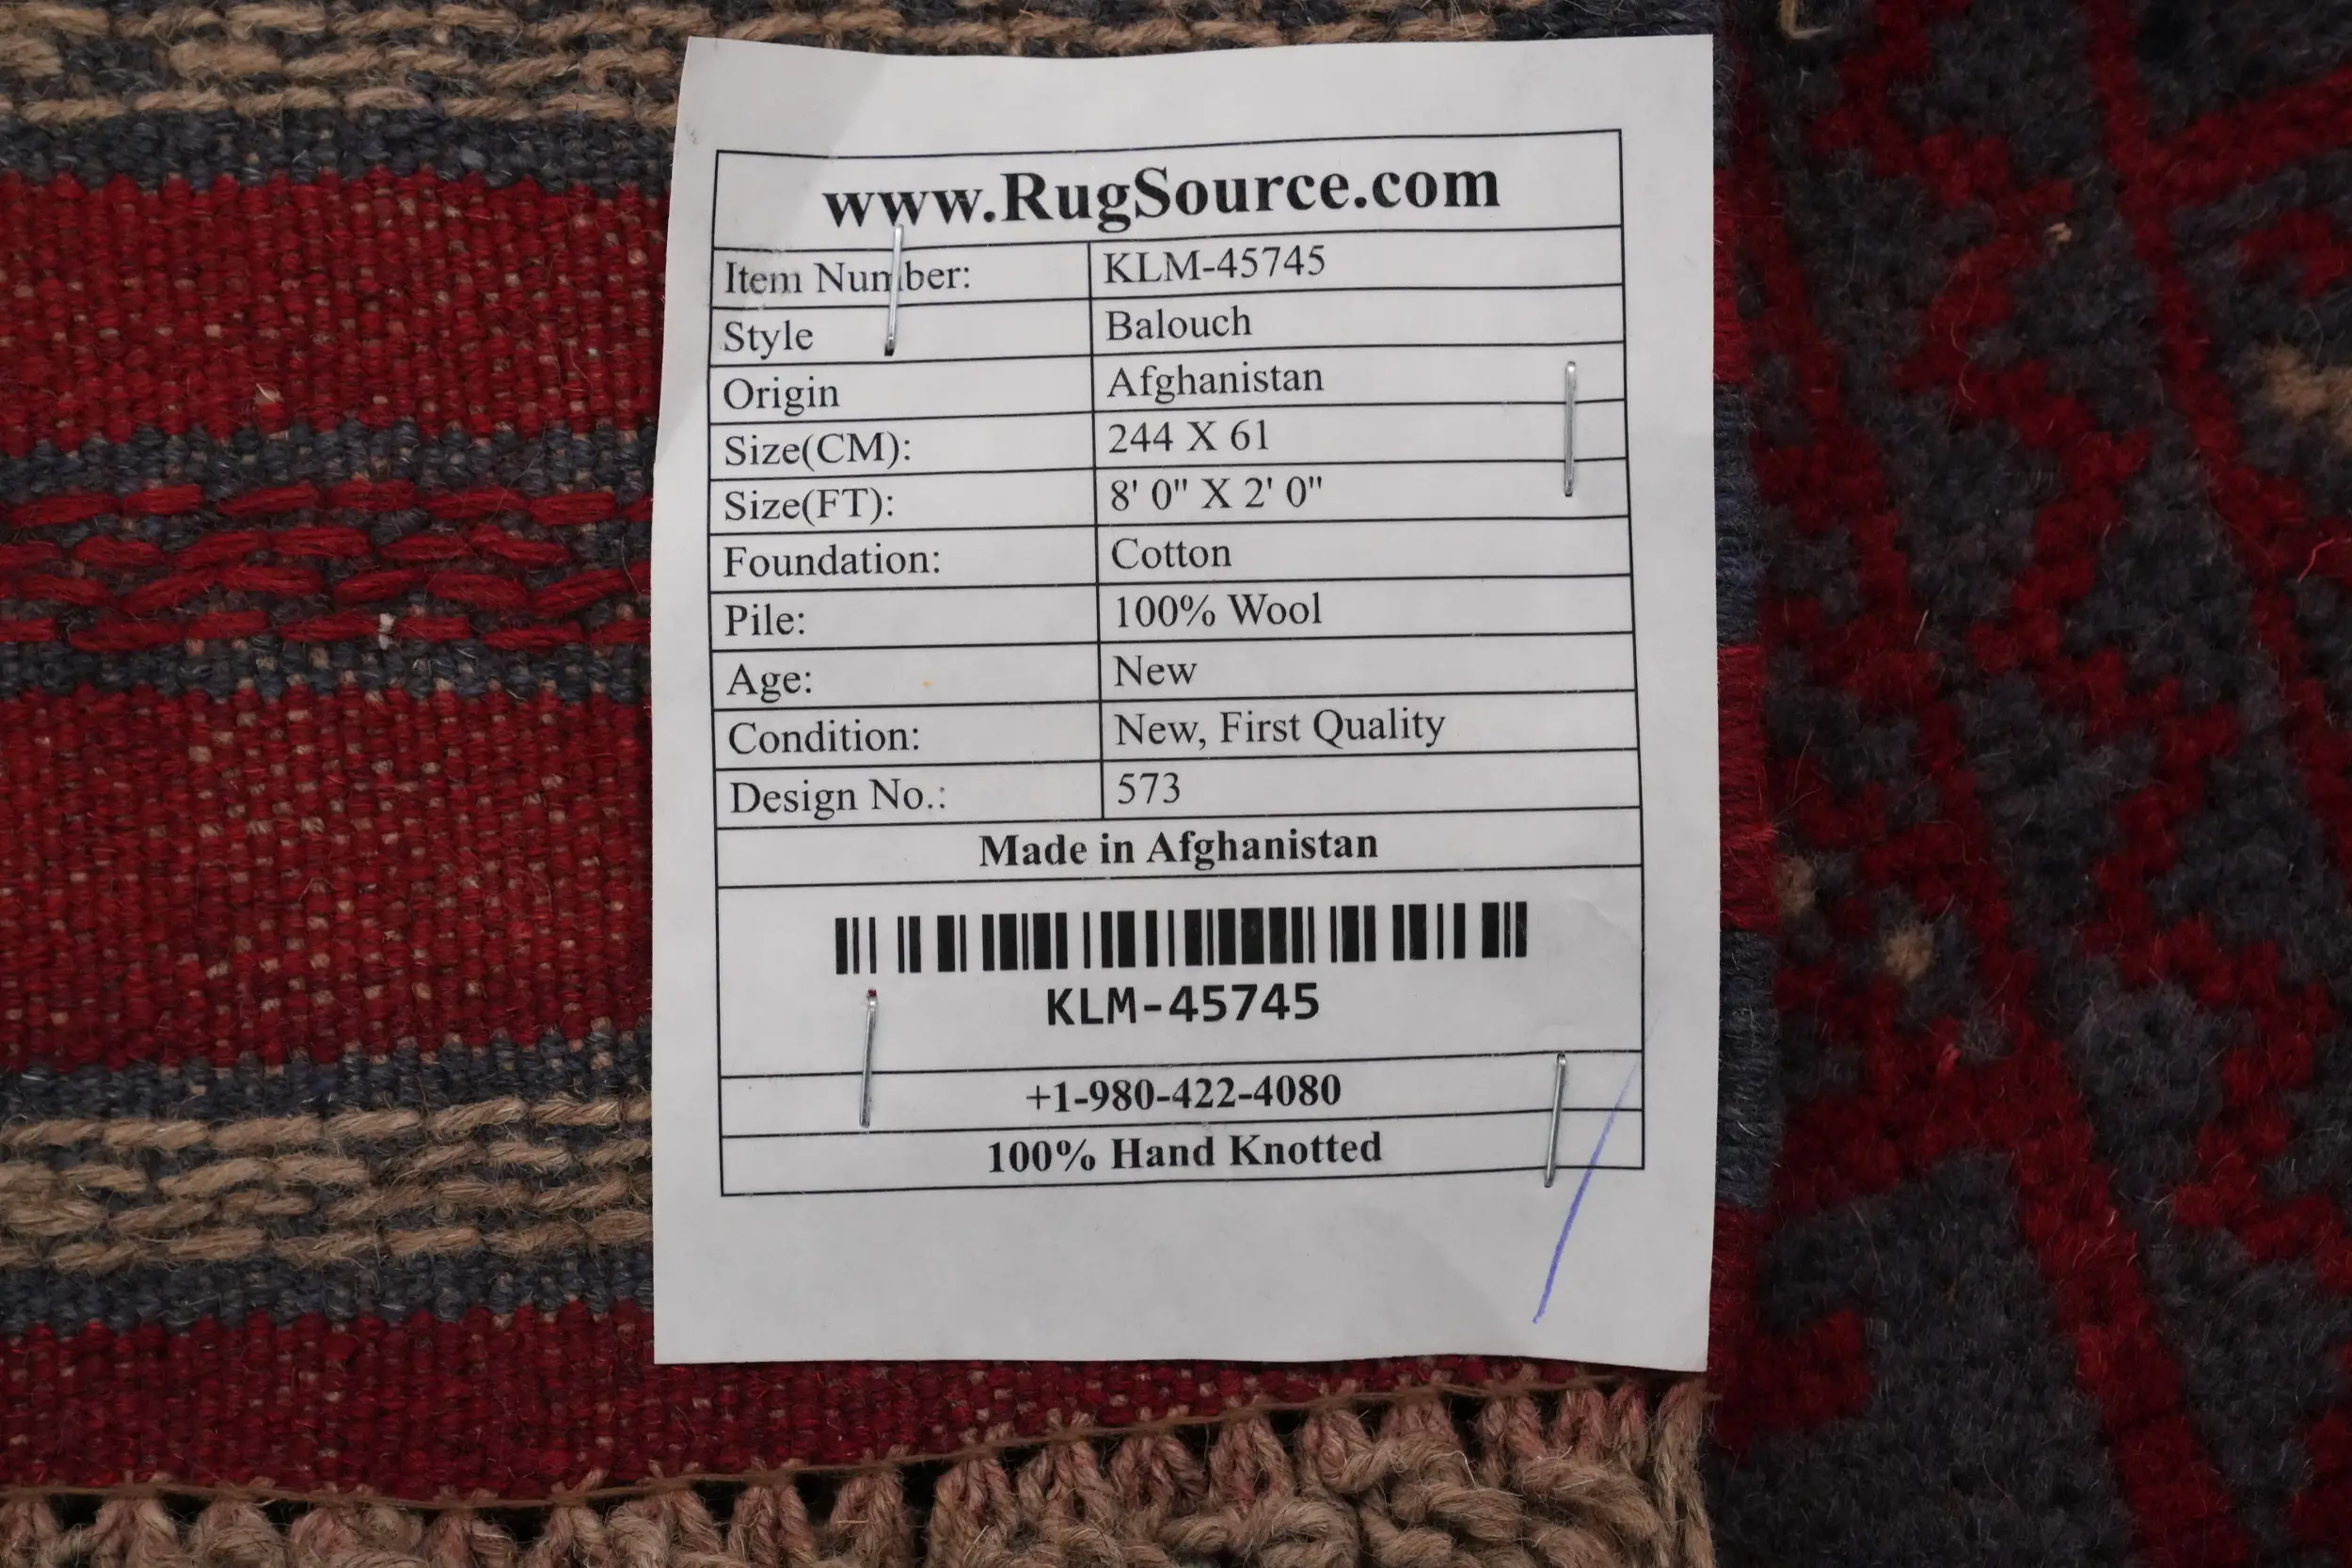 www.RugSource.com
Item Number: KLM-45745
Style Balouch
Origin Afghanistan
Size(CM): 244 X 61
Size(FT): 8' 0" X 2' 0"
Foundation: Cotton
Pile: 100% Wool
Age: New
Condition: New, First Quality
Design No.: 573
Made in Afghanistan
KLM-45745
+1-980-422-4080
100% Hand Knotted